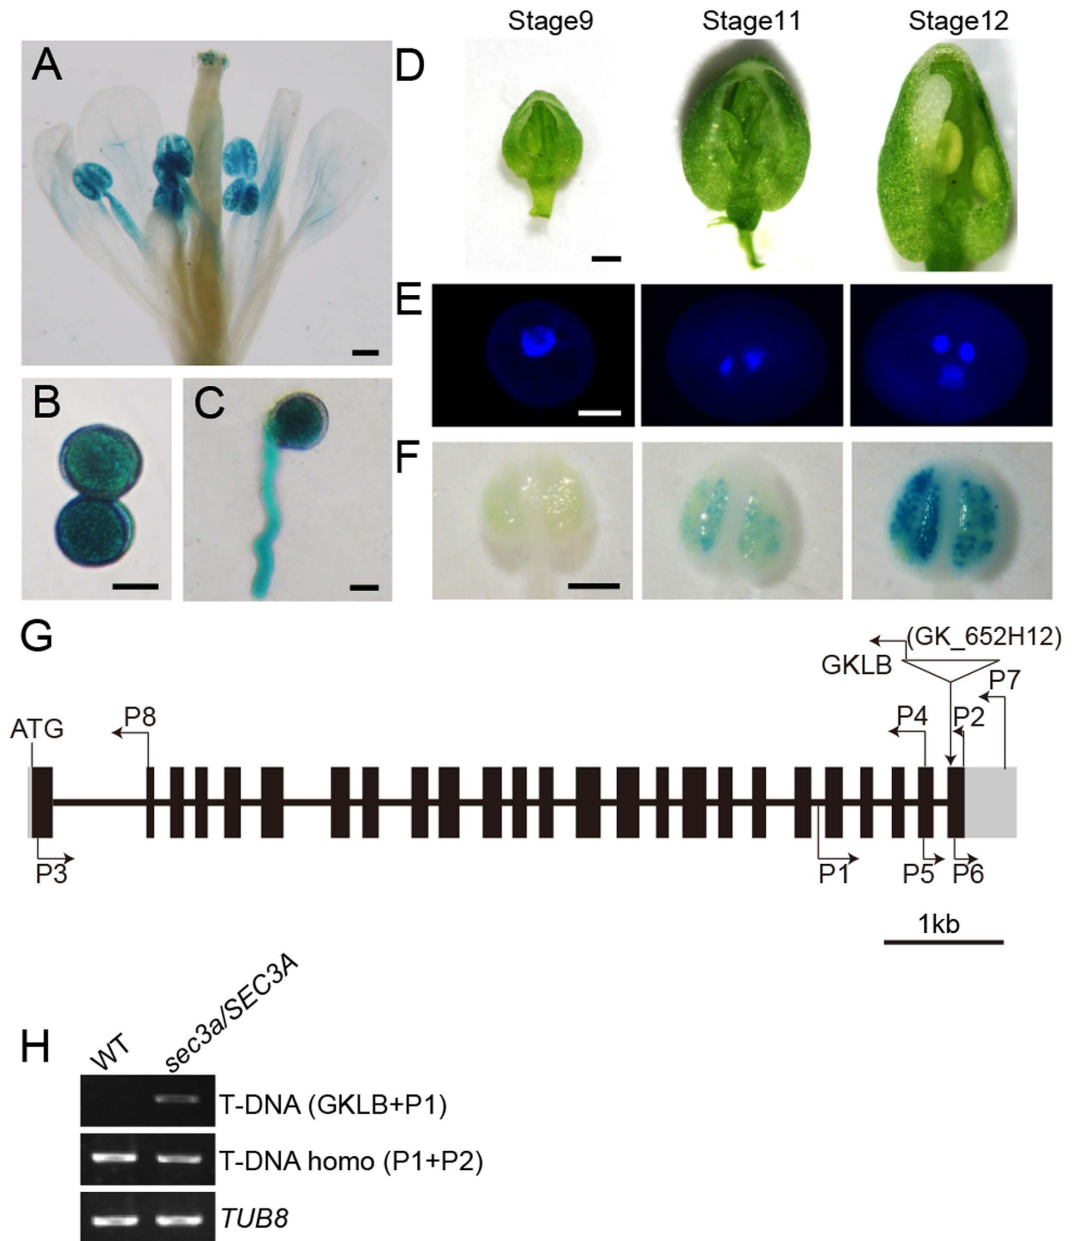 Stage9 Stage11 Stage12
A
D
E
B
C
F
G
(GK_652H12)
GKLB
P7
ATG
P8
P4
P2
P3
P1
P5
P6
1kb
H
WT
sec3a/SEC3A
T-DNA (GKLB+P1)
T-DNA homo (P1+P2)
TUB8